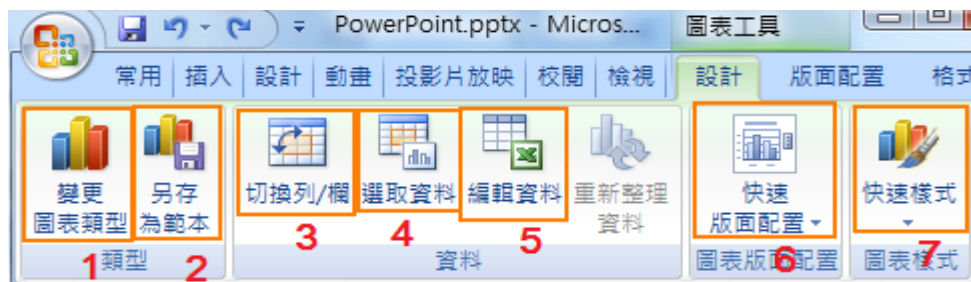 PowerPoint.pptx - Micros...
圖表工具
常用 插入 設計 動畫 投影片放映 校閱 檢視 設計 版面配置 格式
變更
圖表類型
另存
為範本
切換列/欄
選取資料
編輯資料
重新整理
資料
快速
版面配置
快速樣式
1 2 3 4 5 6 7
類型 資料 圖表版面配置 圖表樣式